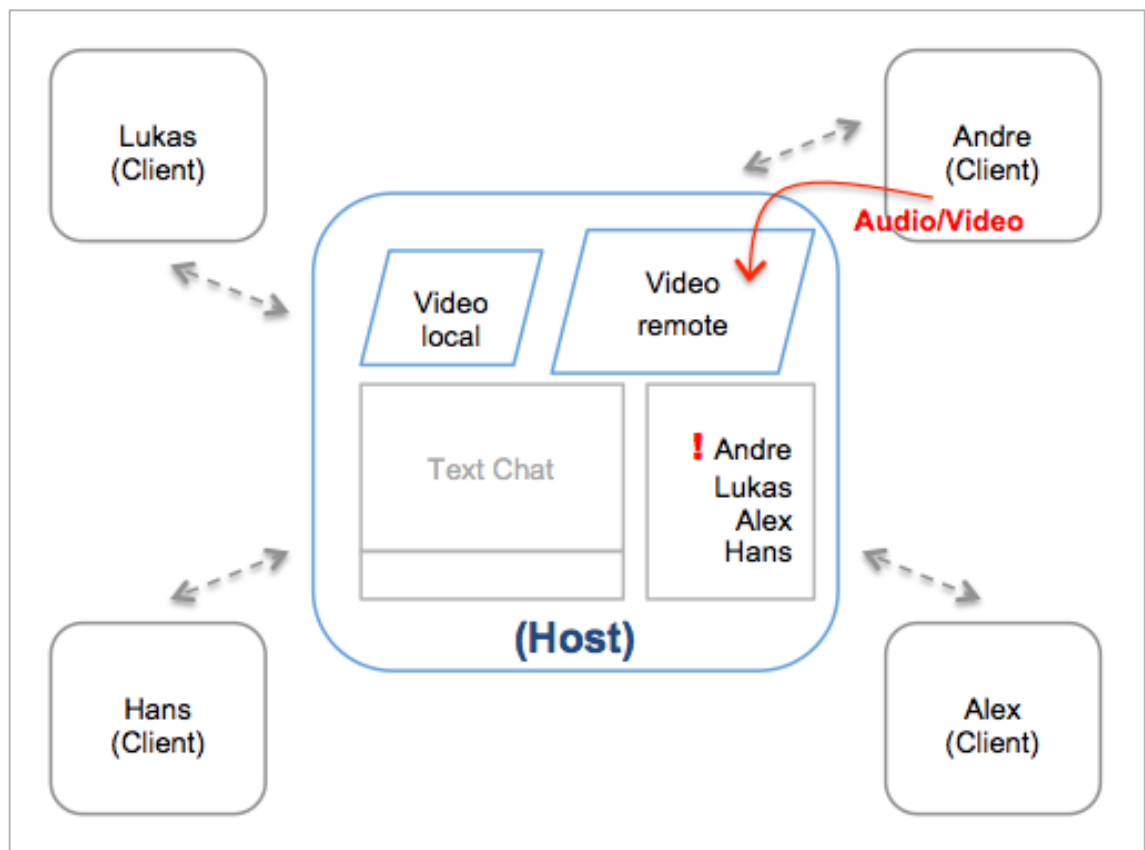 Lukas
(Client)
Andre
(Client)
Audio/Video
Video
local
Video
remote
Text Chat
! Andre
Lukas
Alex
Hans
(Host)
Hans
(Client)
Alex
(Client)